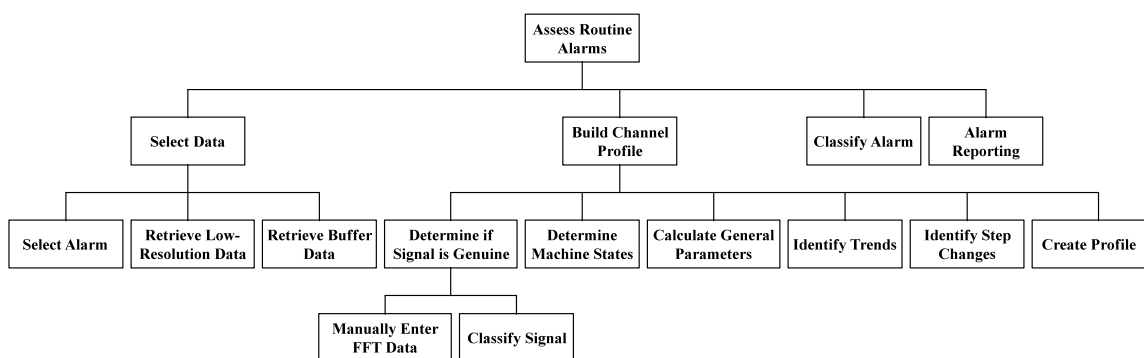 Assess Routine
Alarms
Select Data
Build Channel
Profile
Classify Alarm
Alarm
Reporting
Select Alarm
Retrieve Low-
Resolution Data
Retrieve Buffer
Data
Determine if
Signal is Genuine
Determine
Machine States
Calculate General
Parameters
Identify Trends
Identify Step
Changes
Create Profile
Manually Enter
FFT Data
Classify Signal